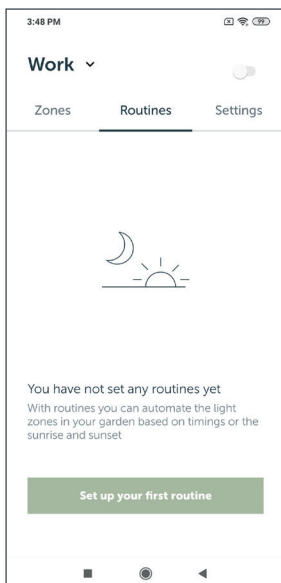 3:48 PM
99
Work
Zones Routines Settings
You have not set any routines yet
With routines you can automate the light
zones in your garden based on timings or the
sunrise and sunset
Set up your first routine